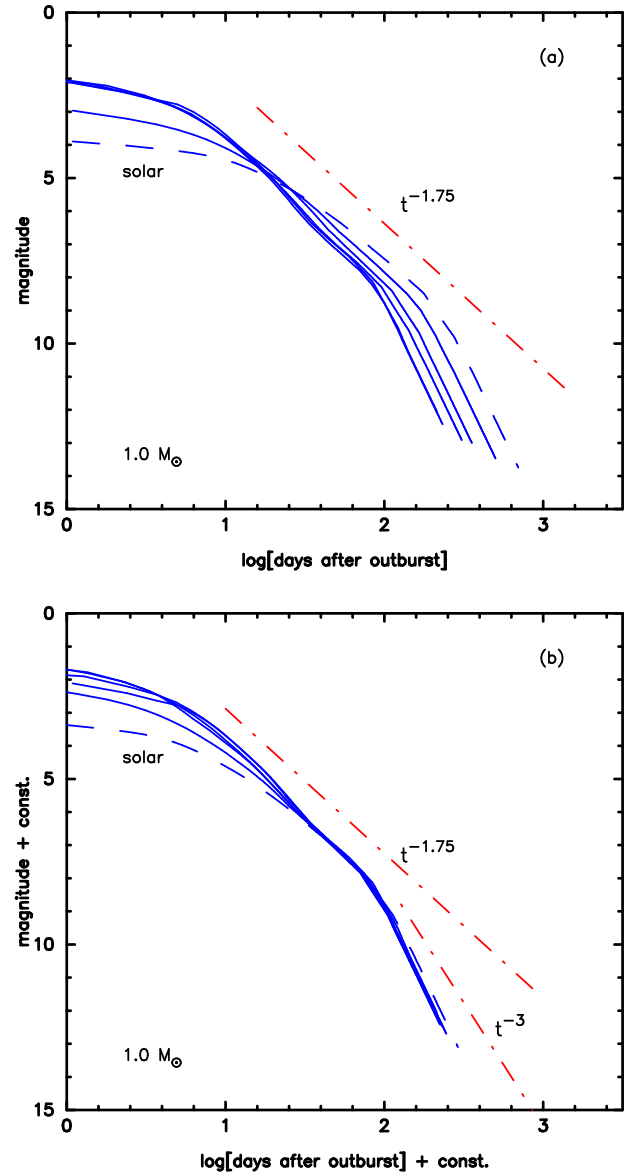 0
(a)
solar
t^-1.75
5
magnitude
10
1.0 M⊙
15
0 1 2 3
log[days after outburst]
0
(b)
solar
5
t^-1.75
magnitude + const.
10
t^-3
1.0 M⊙
15
0 1 2 3
log[days after outburst] + const.